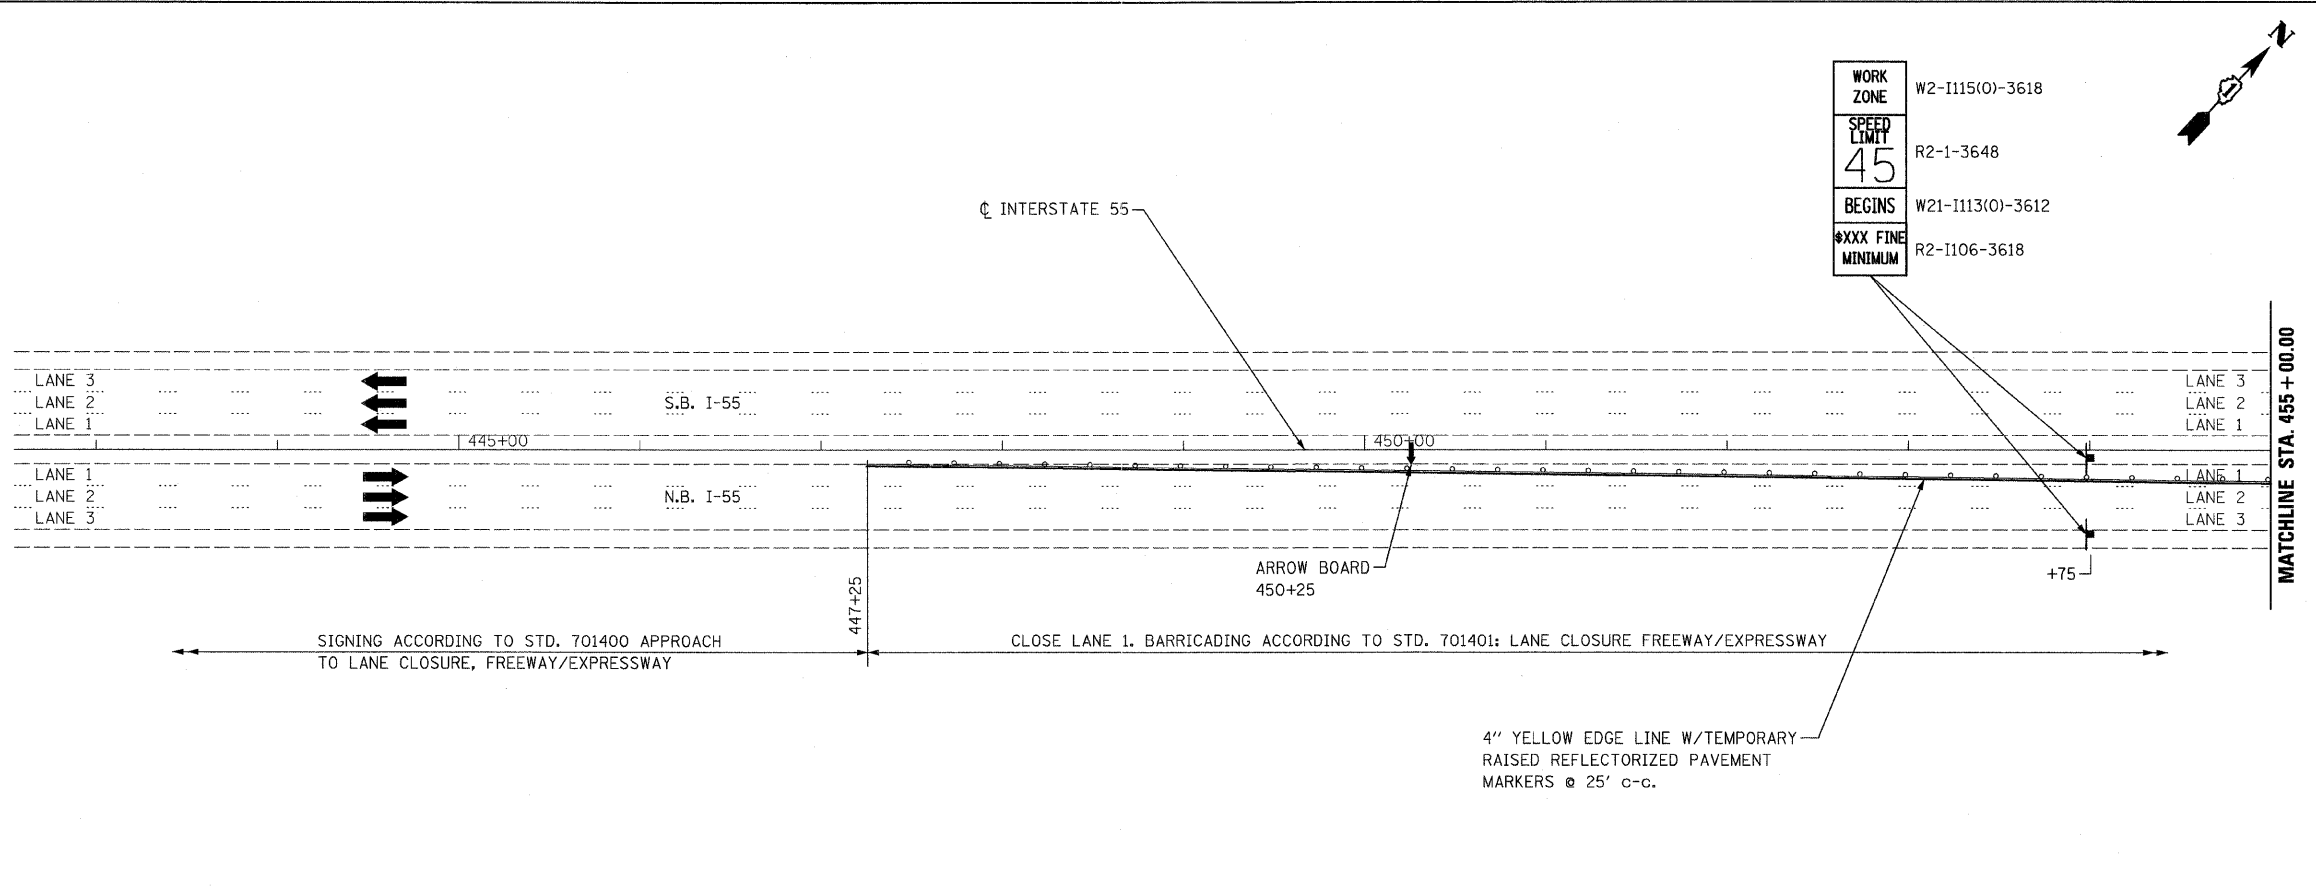 N
WORK
ZONE
W2-I115(O)-3618
SPEED
LIMIT
45
R2-1-3648
BEGINS
W21-I113(O)-3612
$XXX FINE
MINIMUM
R2-I106-3618
℄ INTERSTATE 55
LANE 3
LANE 2
LANE 1
S.B. I-55
LANE 3
LANE 2
LANE 1
445+00
450+00
LANE 1
LANE 2
LANE 3
N.B. I-55
LANE 1
LANE 2
LANE 3
MATCHLINE STA. 455+00.00
ARROW BOARD
450+25
+75
447+25
SIGNING ACCORDING TO STD. 701400 APPROACH
TO LANE CLOSURE, FREEWAY/EXPRESSWAY
CLOSE LANE 1. BARRICADING ACCORDING TO STD. 701401: LANE CLOSURE FREEWAY/EXPRESSWAY
4" YELLOW EDGE LINE W/TEMPORARY
RAISED REFLECTORIZED PAVEMENT
MARKERS @ 25' c-c.